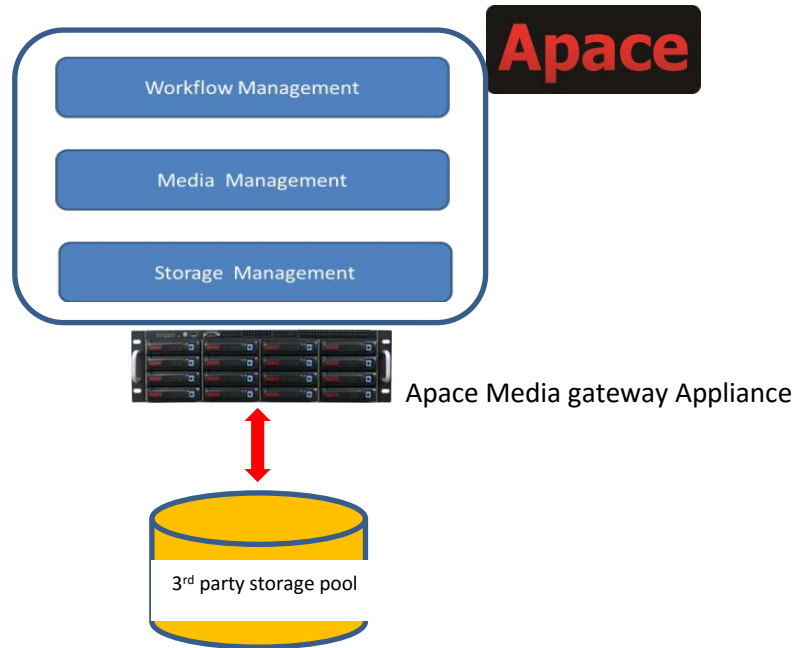 Apace
Workflow Management
Media Management
Storage Management
Apace Media gateway Appliance
3rd party storage pool